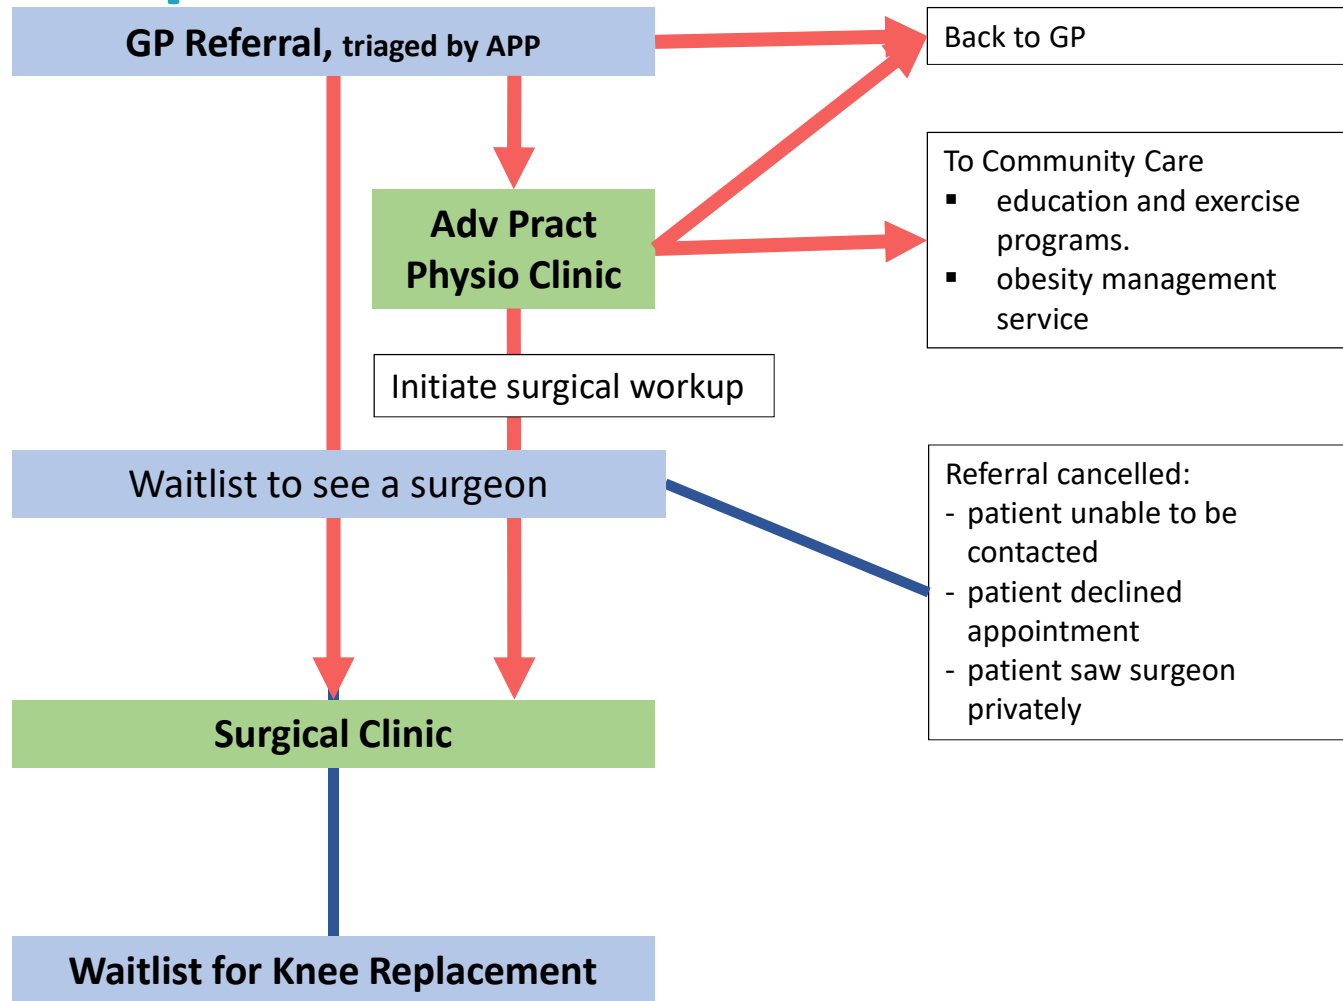 GP Referral, triaged by APP
Back to GP
To Community Care
▪ education and exercise
programs.
▪ obesity management
service
Adv Pract
Physio Clinic
Initiate surgical workup
Waitlist to see a surgeon
Referral cancelled:
- patient unable to be
contacted
- patient declined
appointment
- patient saw surgeon
privately
Surgical Clinic
Waitlist for Knee Replacement